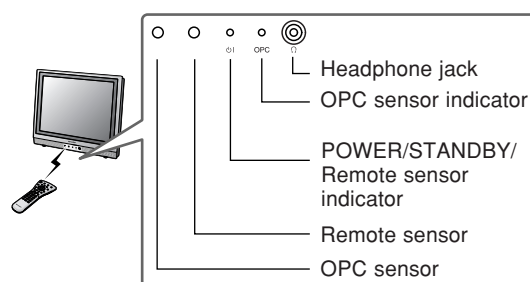 ⏻I OPC 🎧
Headphone jack
OPC sensor indicator
POWER/STANDBY/
Remote sensor
indicator
Remote sensor
OPC sensor